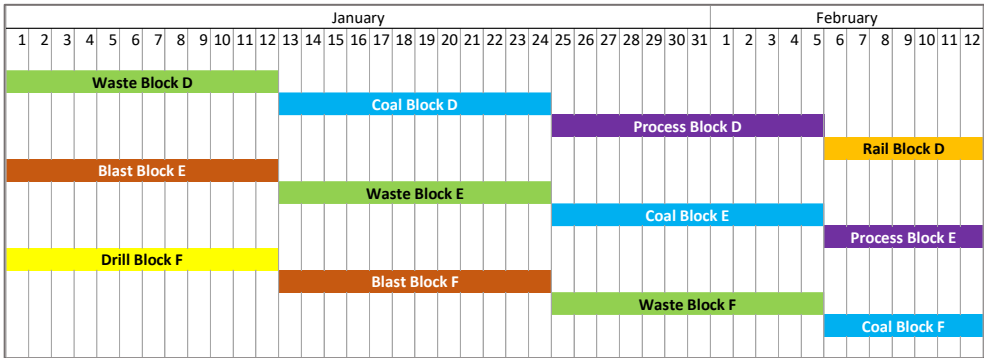 January February
1 2 3 4 5 6 7 8 9 10 11 12 13 14 15 16 17 18 19 20 21 22 23 24 25 26 27 28 29 30 31 1 2 3 4 5 6 7 8 9 10 11 12
Waste Block D
Coal Block D
Process Block D
Rail Block D
Blast Block E
Waste Block E
Coal Block E
Process Block E
Drill Block F
Blast Block F
Waste Block F
Coal Block F